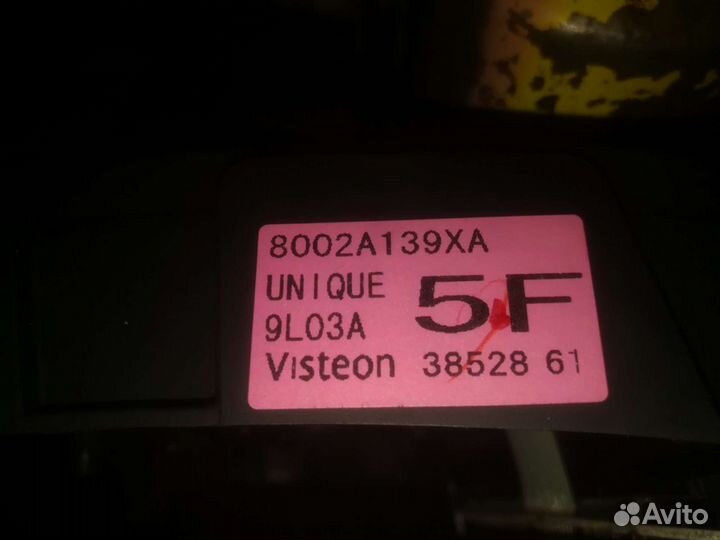 8002A139XA
UNIQUE
5F
9L03A
Visteon 38528 61
Avito